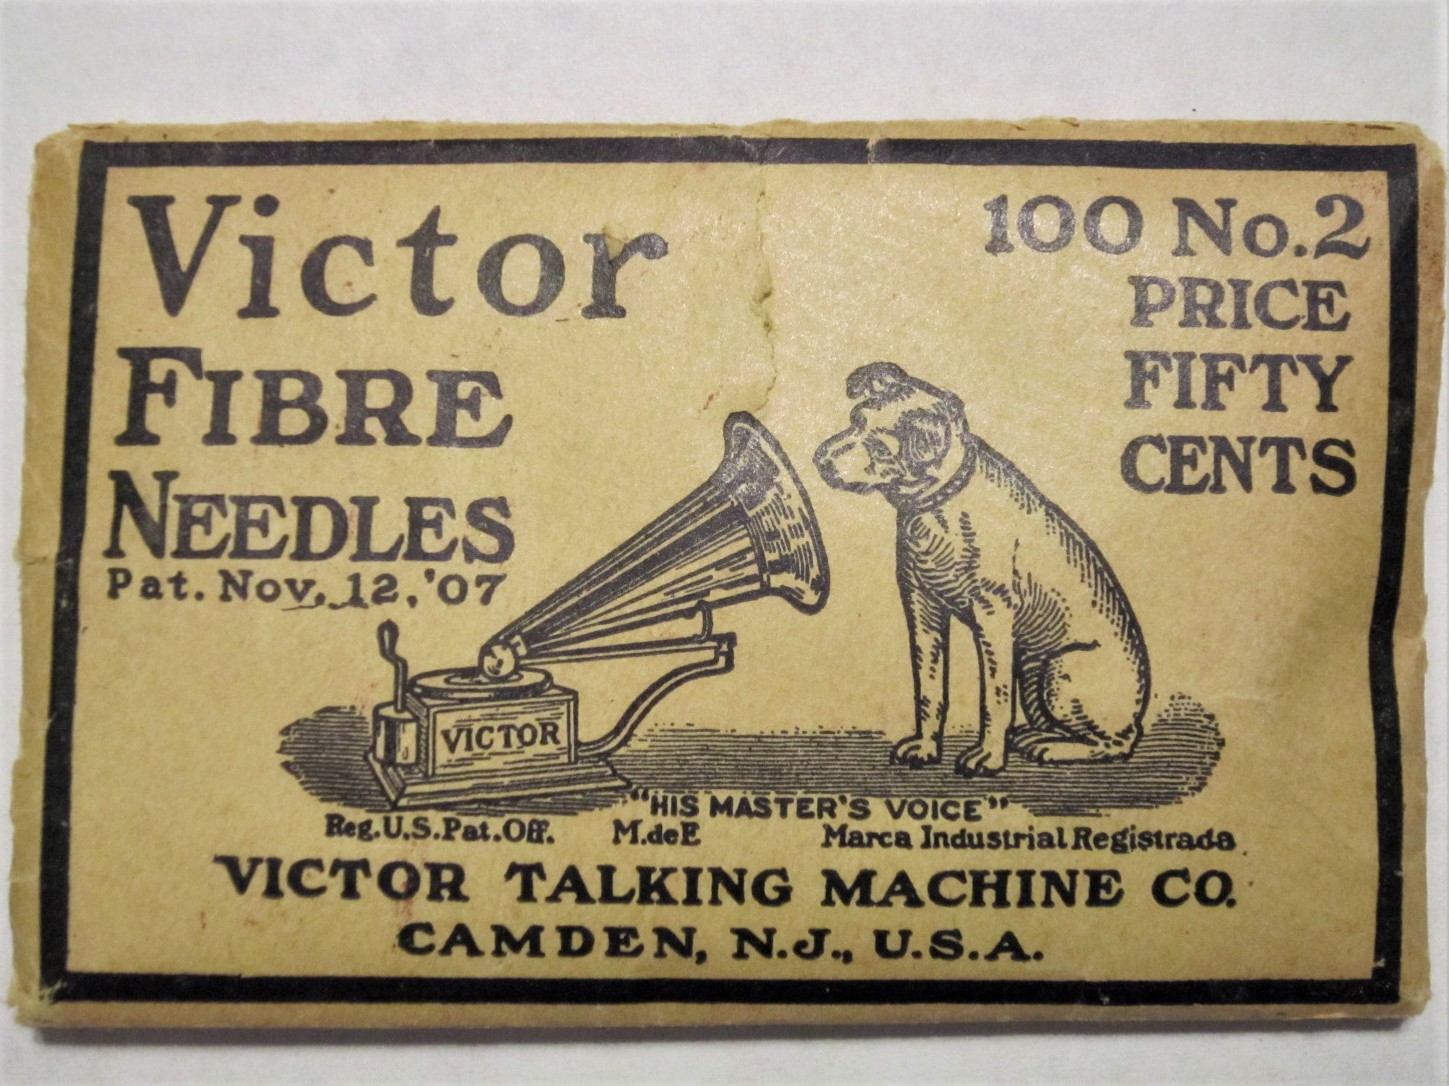 Victor
FIBRE
NEEDLES
Pat. Nov. 12, '07
100 No. 2
PRICE
FIFTY
CENTS
VICTOR
"HIS MASTER'S VOICE"
Reg. U.S. Pat. Off. M. de E Marca Industrial Registrada
VICTOR TALKING MACHINE CO.
CAMDEN, N.J., U.S.A.